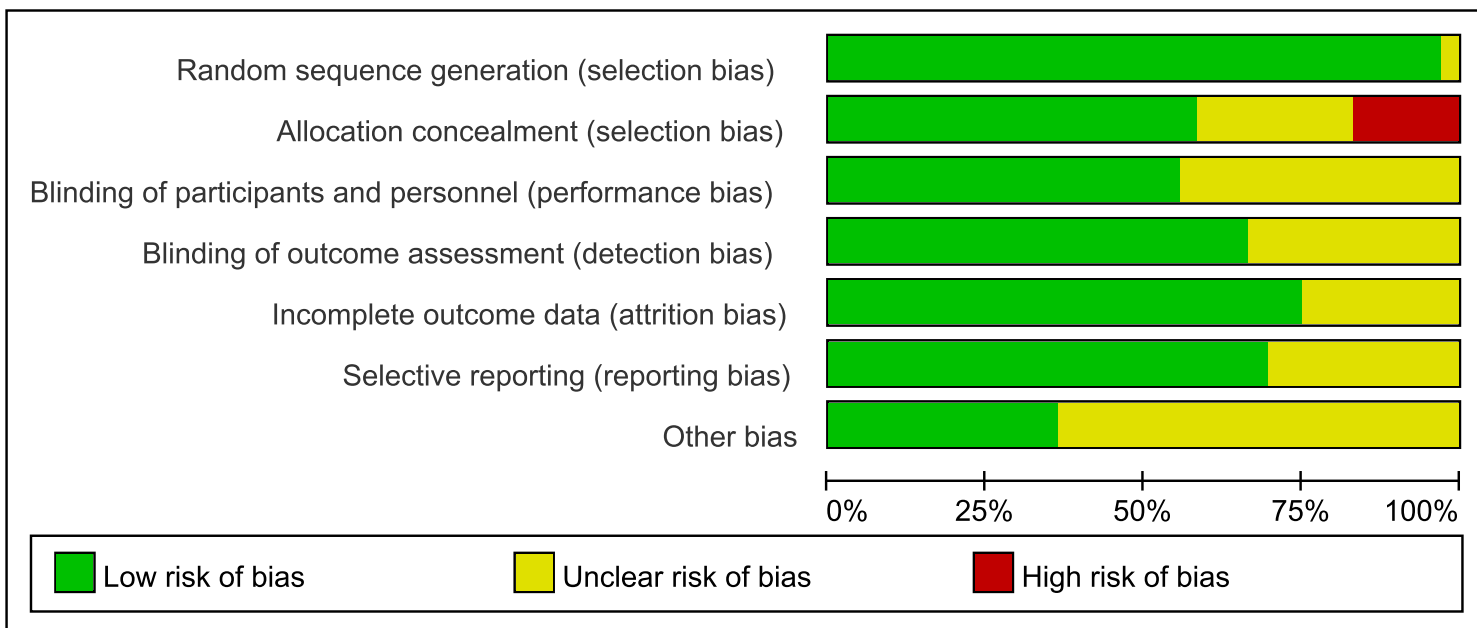 Random sequence generation (selection bias)
Allocation concealment (selection bias)
Blinding of participants and personnel (performance bias)
Blinding of outcome assessment (detection bias)
Incomplete outcome data (attrition bias)
Selective reporting (reporting bias)
Other bias
0% 25% 50% 75% 100%
Low risk of bias Unclear risk of bias High risk of bias